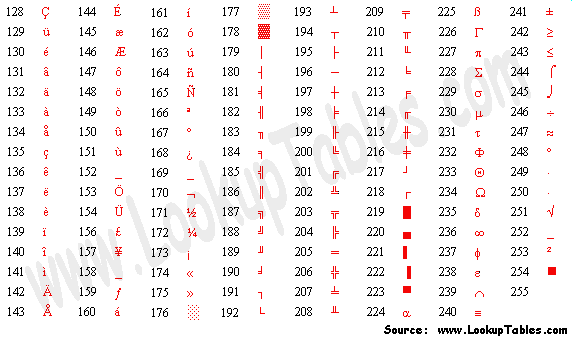 128 Ç 144 É 161 í 177 ▒ 193 ┴ 209 ╤ 225 ß 241 ±
129 ü 145 æ 162 ó 178 ▓ 194 ┬ 210 ╥ 226 Γ 242 ≥
130 é 146 Æ 163 ú 179 │ 195 ├ 211 ╙ 227 π 243 ≤
131 â 147 ô 164 ñ 180 ┤ 196 ─ 212 ╘ 228 Σ 244 ⌠
132 ä 148 ö 165 Ñ 181 ╡ 197 ┼ 213 ╒ 229 σ 245 ⌡
133 à 149 ò 166 ª 182 ╢ 198 ╞ 214 ╓ 230 µ 246 ÷
134 å 150 û 167 º 183 ╖ 199 ╟ 215 ╫ 231 τ 247 ≈
135 ç 151 ù 168 ¿ 184 ╕ 200 ╚ 216 ╪ 232 Φ 248 °
136 ê 152 _ 169 _ 185 ╣ 201 ╔ 217 ┘ 233 Θ 249 ∙
137 ë 153 Ö 170 ¬ 186 ║ 202 ╩ 218 ┌ 234 Ω 250 ·
138 è 154 Ü 171 ½ 187 ╗ 203 ╦ 219 █ 235 δ 251 √
139 ï 156 £ 172 ¼ 188 ╝ 204 ╠ 220 ▄ 236 ∞ 252 _
140 î 157 ¥ 173 ¡ 189 ╜ 205 ═ 221 ▌ 237 φ 253 ²
141 ì 158 _ 174 « 190 ╛ 206 ╬ 222 ▐ 238 ε 254 ■
142 Ä 159 ƒ 175 » 191 ┐ 207 ╧ 223 ▀ 239 ∩ 255
143 Å 160 á 176 ░ 192 └ 208 ╨ 224 α 240 ≡
www.LookupTables.com
Source: www.LookupTables.com